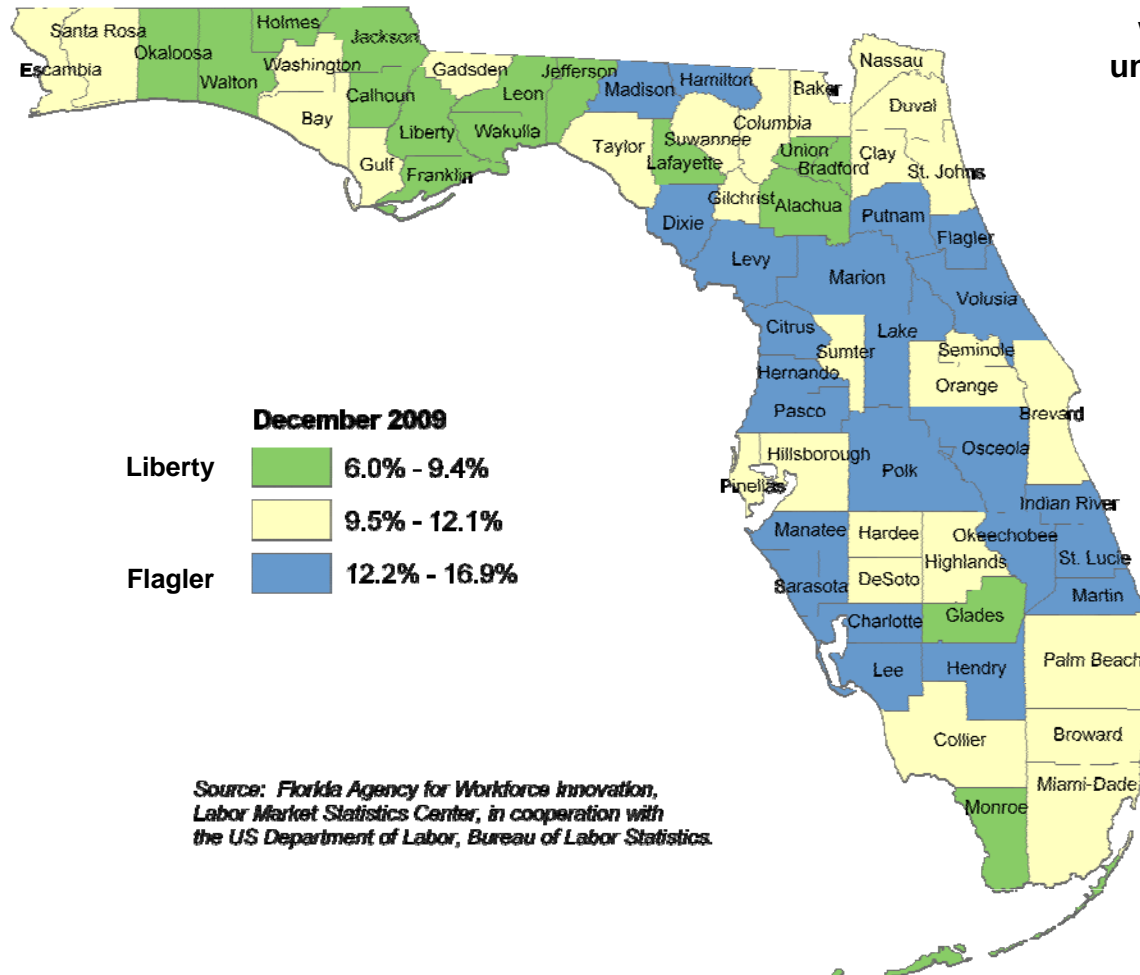 V
un
Holmes
Santa Rosa
Okaloosa
Jackson
Escambia
Walton
Washington
Gadsden
Jefferson
Madison
Hamilton
Nassau
Calhoun
Leon
Baker
Duval
Bay
Liberty
Wakulla
Taylor
Suwannee
Columbia
Union
Clay
St. Johns
Gulf
Franklin
Lafayette
Bradford
Gilchrist
Alachua
Putnam
Dixie
Flagler
Levy
Marion
Volusia
Citrus
Lake
Sumter
Seminole
Hernando
Orange
Pasco
Brevard
December 2009
Liberty 6.0% - 9.4%
9.5% - 12.1%
Flagler 12.2% - 16.9%
Hillsborough
Osceola
Polk
Pinellas
Indian River
Manatee
Hardee
Okeechobee
Highlands
St. Lucie
DeSoto
Sarasota
Martin
Charlotte
Glades
Lee
Hendry
Palm Beach
Collier
Broward
Miami-Dade
Monroe
Source: Florida Agency for Workforce Innovation,
Labor Market Statistics Center, in cooperation with
the US Department of Labor, Bureau of Labor Statistics.